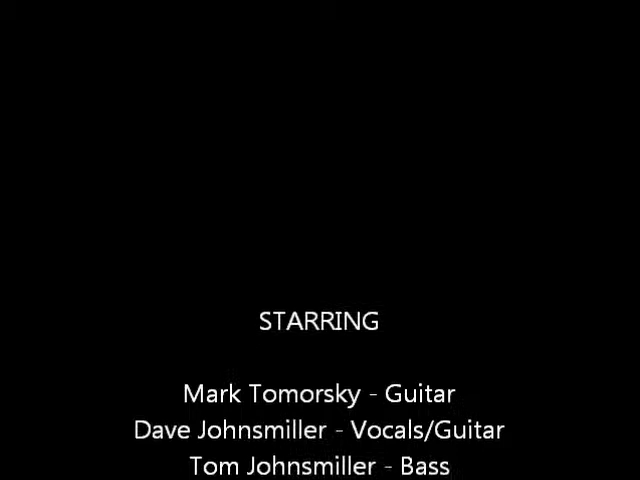 STARRING
Mark Tomorsky - Guitar
Dave Johnsmiller - Vocals/Guitar
Tom Johnsmiller - Bass